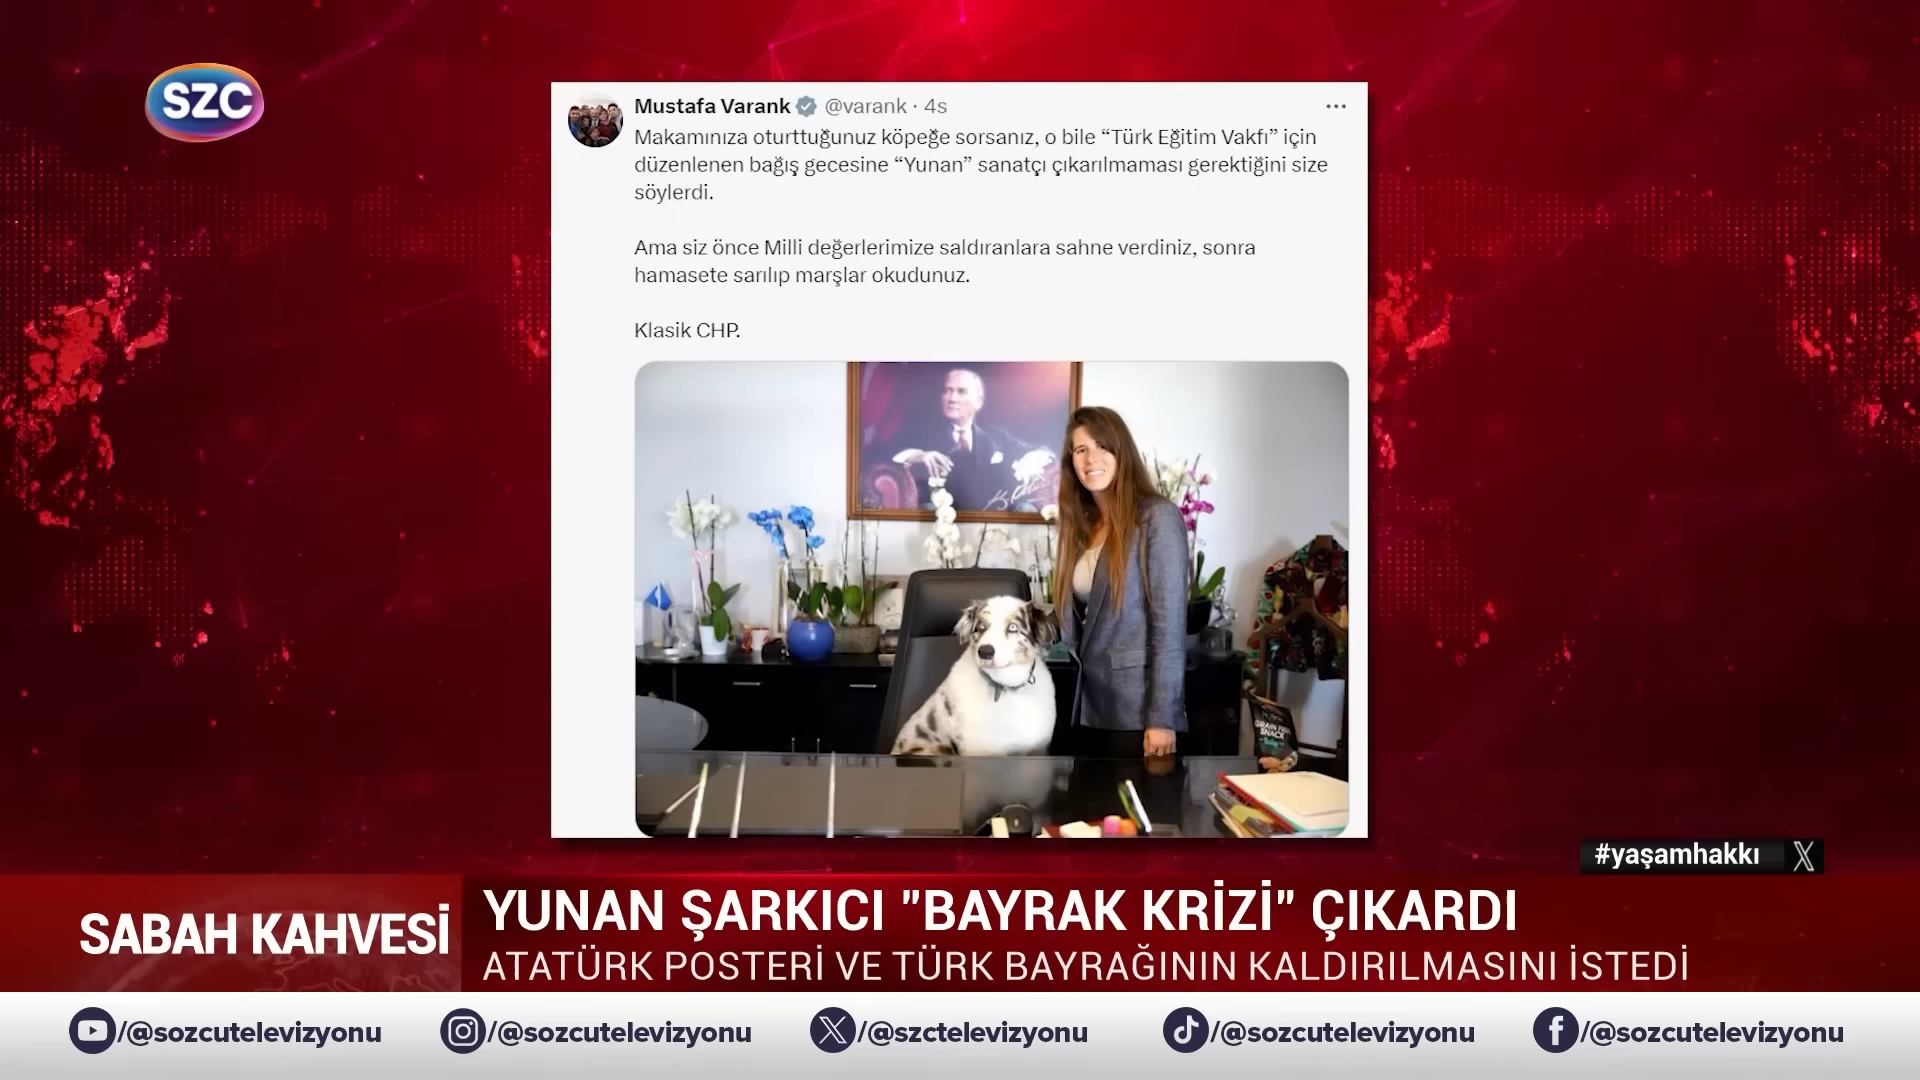 SZC
Mustafa Varank @varank · 4s
Makamınıza oturttuğunuz köpeğe sorsanız, o bile “Türk Eğitim Vakfı” için
düzenlenen bağış gecesine “Yunan” sanatçı çıkarılmaması gerektiğini size
söylerdi.
Ama siz önce Milli değerlerimize saldıranlara sahne verdiniz, sonra
hamasete sarılıp marşlar okudunuz.
Klasik CHP.
GRAIN FREE
SNACK
#yaşamhakkı X
SABAH KAHVESİ
YUNAN ŞARKICI "BAYRAK KRİZİ" ÇIKARDI
ATATÜRK POSTERİ VE TÜRK BAYRAĞININ KALDIRILMASINI İSTEDİ
/@sozcutelevizyonu /@sozcutelevizyonu /@szctelevizyonu /@sozcutelevizyonu /@sozcutelevizyonu